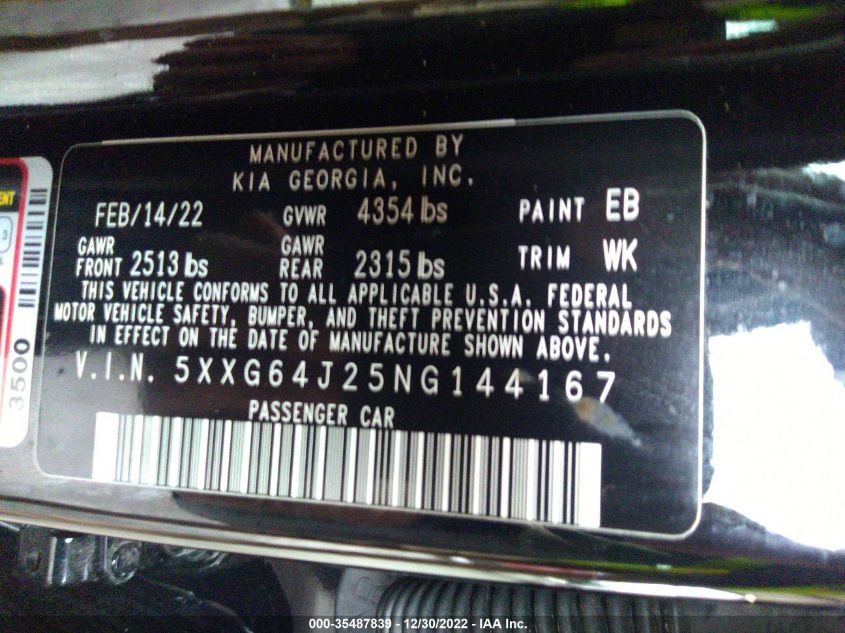 MANUFACTURED BY
KIA GEORGIA, INC.
FEB/14/22 GVWR 4354 lbs PAINT EB
GAWR FRONT 2513 lbs GAWR REAR 2315 lbs TRIM WK
THIS VEHICLE CONFORMS TO ALL APPLICABLE U.S.A. FEDERAL
MOTOR VEHICLE SAFETY, BUMPER, AND THEFT PREVENTION STANDARDS
IN EFFECT ON THE DATE OF MANUFACTURE SHOWN ABOVE.
V.I.N. 5XXG64J25NG144167
PASSENGER CAR
3500
000-35487839 - 12/30/2022 - IAA Inc.